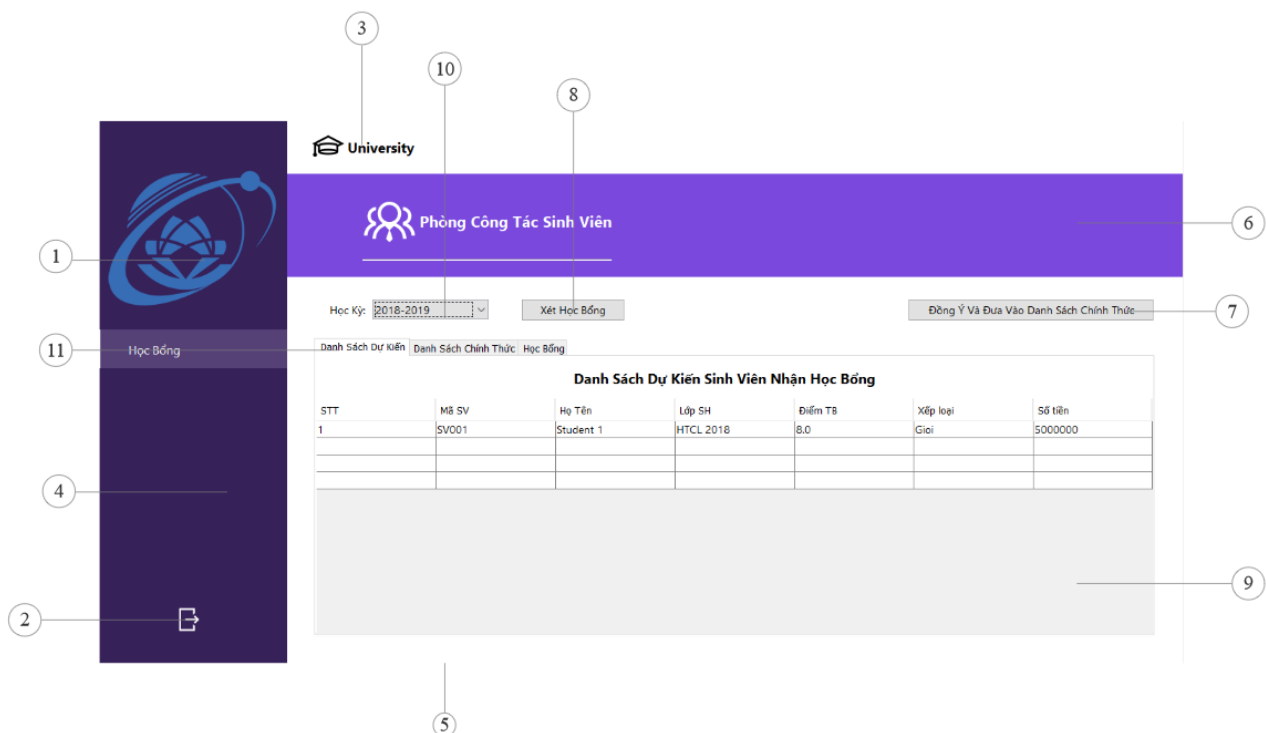 3
10
8
University
Phòng Công Tác Sinh Viên
6
1
Học Kỳ: 2018-2019 Xét Học Bổng Đồng Ý Và Đưa Vào Danh Sách Chính Thức
7
11
Học Bổng
Danh Sách Dự Kiến Danh Sách Chính Thức Học Bổng
Danh Sách Dự Kiến Sinh Viên Nhận Học Bổng
STT Mã SV Họ Tên Lớp SH Điểm TB Xếp loại Số tiền
1 SV001 Student 1 HTCL 2018 8.0 Gioi 5000000
4
9
2
5